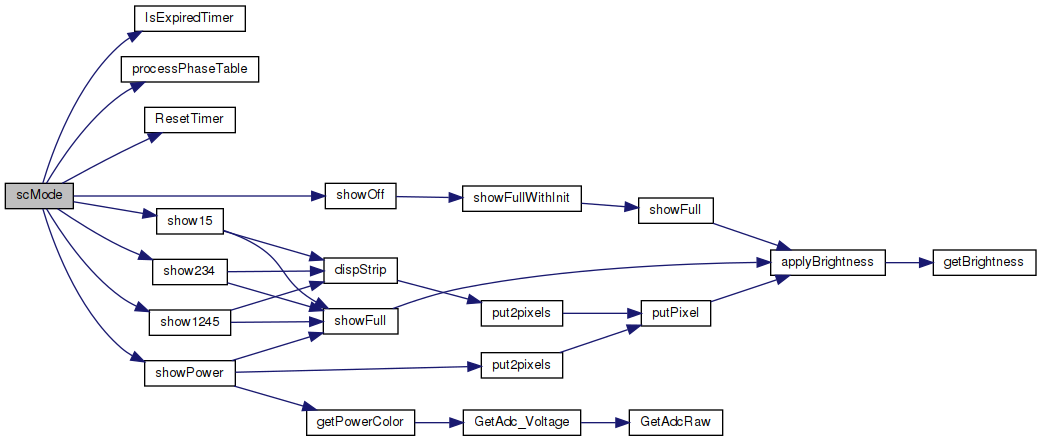 IsExpiredTimer
processPhaseTable
ResetTimer
scMode
showOff
showFullWithInit
showFull
show15
show234
dispStrip
applyBrightness
getBrightness
show1245
showFull
put2pixels
putPixel
showPower
put2pixels
getPowerColor
GetAdc_Voltage
GetAdcRaw